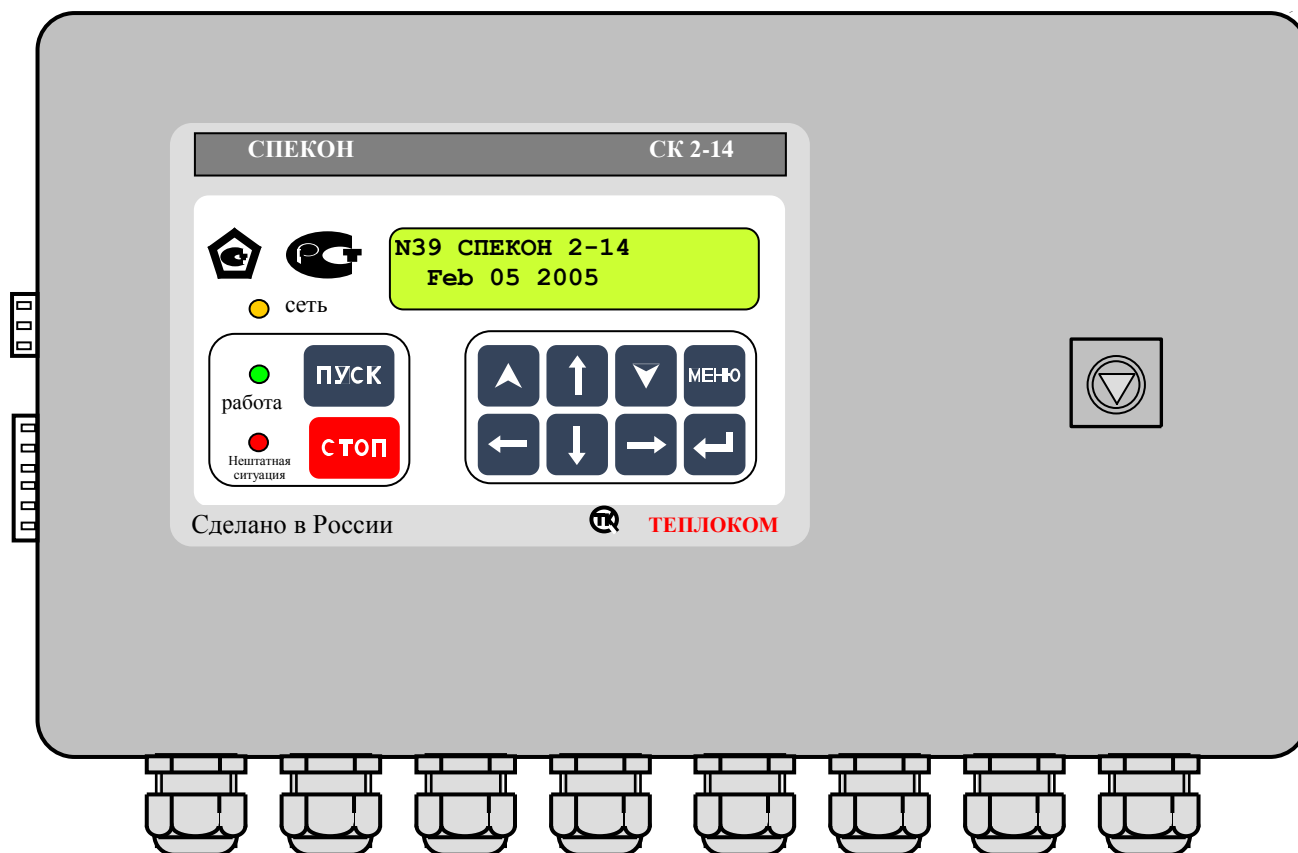 СПЕКОН СК 2-14
N39 СПЕКОН 2-14
Feb 05 2005
сеть
ПУСК
работа
МЕНЮ
СТОП
Нештатная
ситуация
Сделано в России
ТЕПЛОКОМ